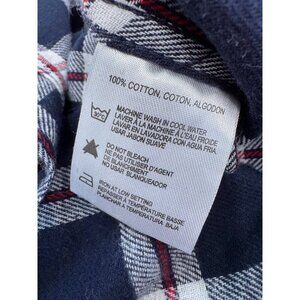 100% COTTON, COTON, ALGODON
30°C
MACHINE WASH IN COOL WATER
LAVER À LA MACHINE À L'EAU FROIDE
LAVAR A LAVADORA CON AGUA FRIA.
USAR JABON SUAVE
DO NOT BLEACH
NE PAS UTILISER D'AGENT
DE BLANCHIMENT
NO USAR BLANQUEADOR
IRON AT LOW SETTING
REPASSER À TEMPÉRATURE BASSE
PLANCHAR A TEMPERATURA BAJA